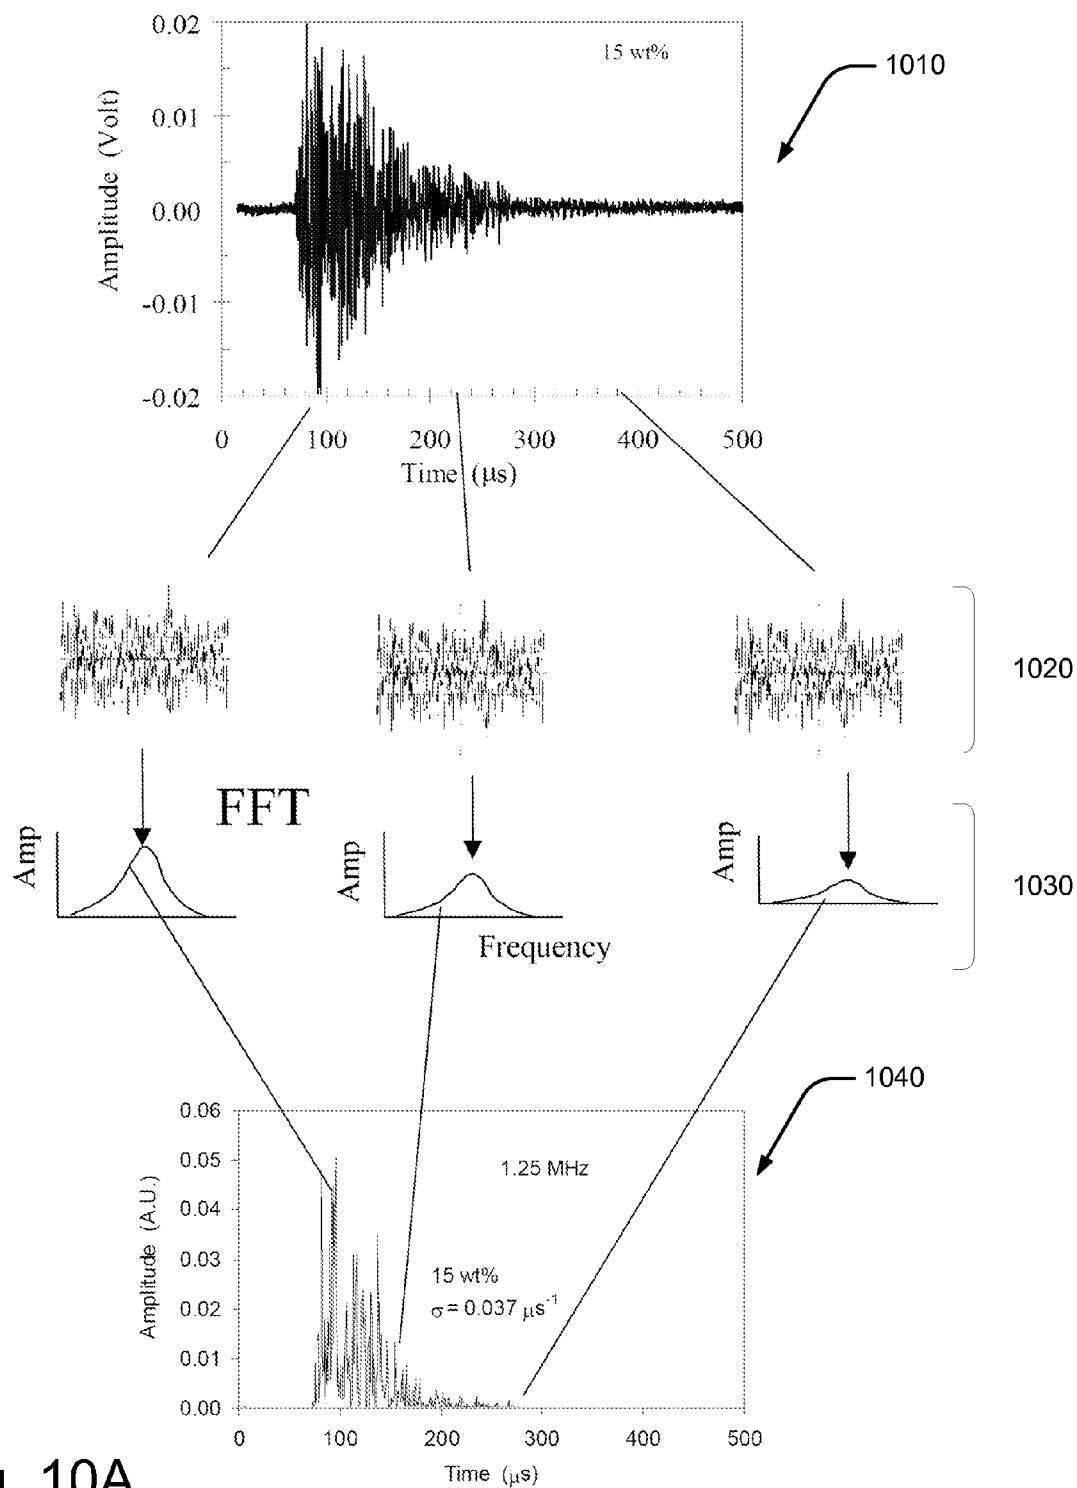 0.02
15 wt%
1010
0.01
Amplitude (Volt)
0.00
-0.01
-0.02
0 100 200 300 400 500
Time (μs)
1020
FFT
Amp
Amp
Amp
1030
Frequency
1040
0.06
0.05
1.25 MHz
0.04
Amplitude (A.U.)
0.03
15 wt%
σ = 0.037 μs⁻¹
0.02
0.01
0.00
0 100 200 300 400 500
Time (μs)
10A